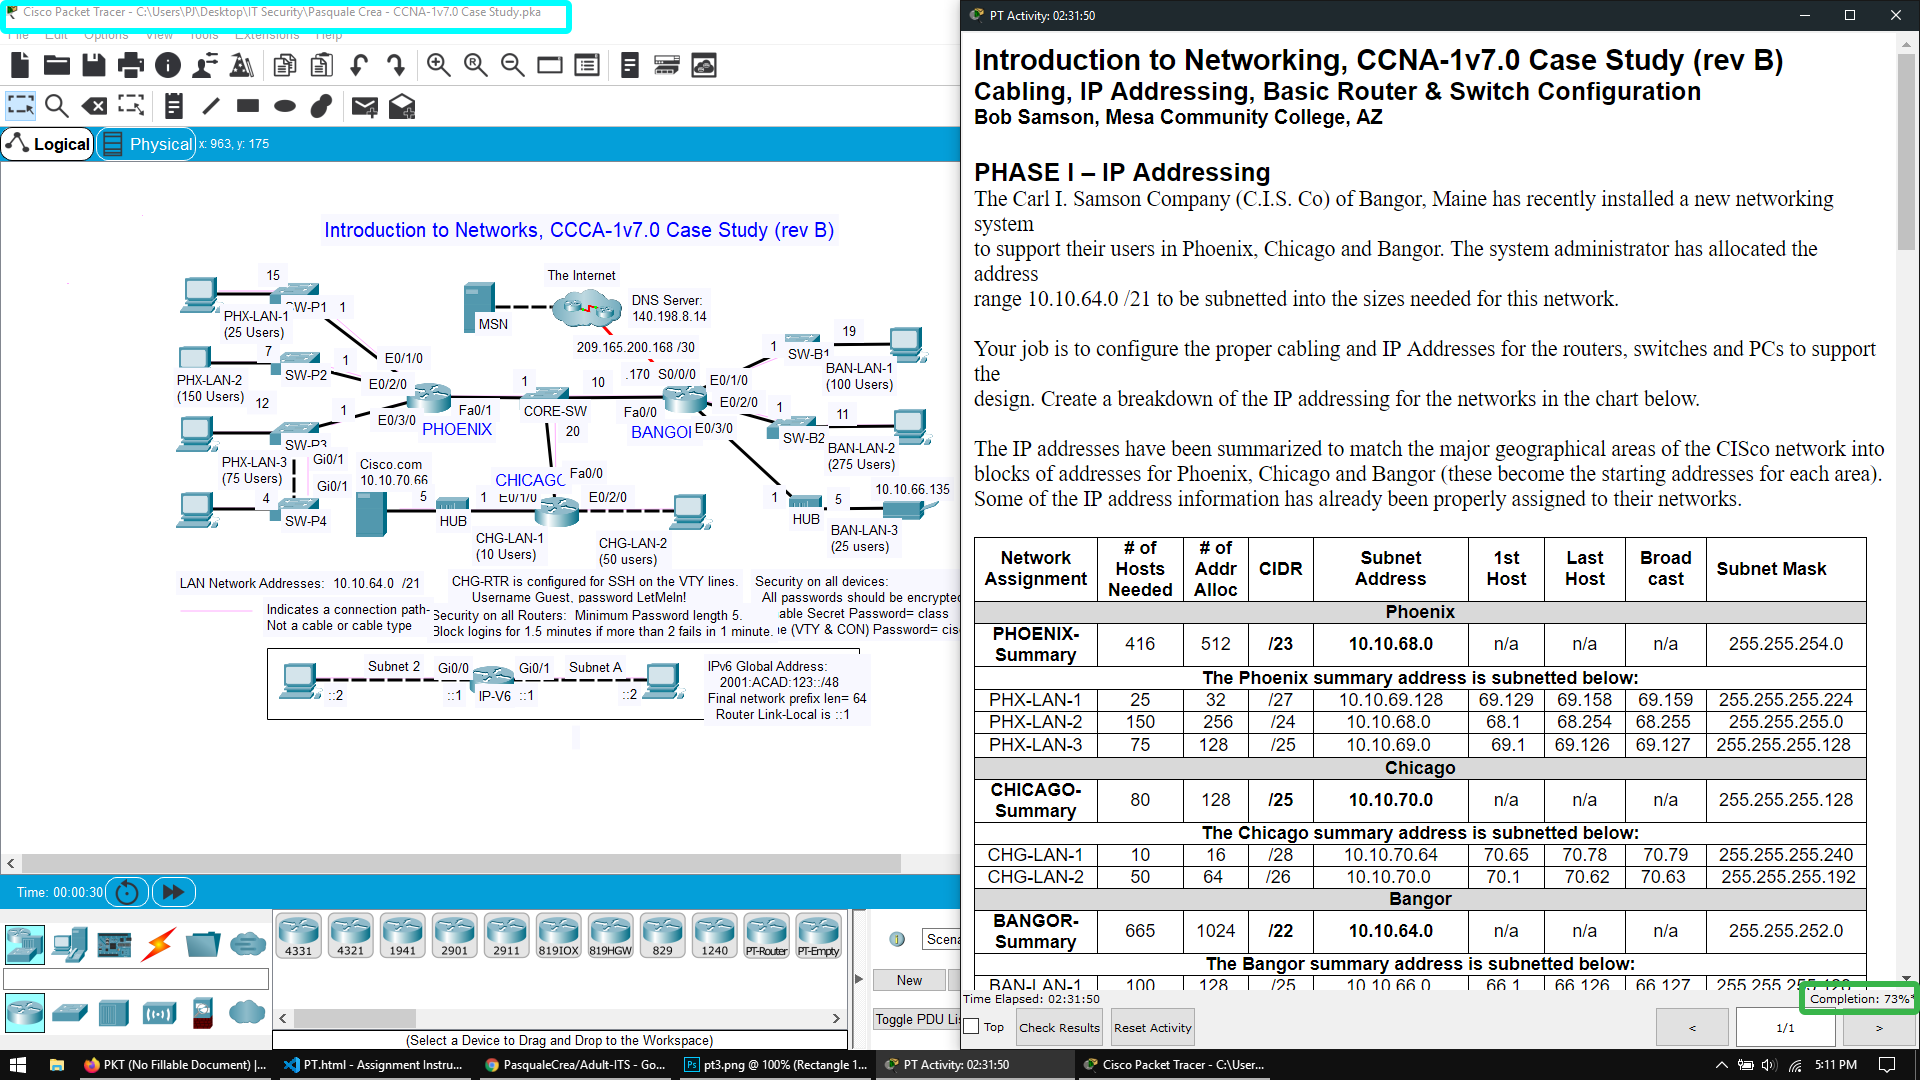 Cisco Packet Tracer - C:\Users\PJ\Desktop\IT Security\Pasquale Crea - CCNA-1v7.0 Case Study.pka
File Edit Options View Tools Extensions Help
Logical
Physical
x: 963, y: 175
Introduction to Networks, CCCA-1v7.0 Case Study (rev B)
15
SW-P1
1
PHX-LAN-1
(25 Users)
E0/1/0
7
SW-P2
1
PHX-LAN-2
(150 Users)
E0/2/0
12
SW-P3
1
E0/3/0
PHX-LAN-3
(75 Users)
Gi0/1
Gi0/1
4
SW-P4
Fa0/1
PHOENIX
The Internet
MSN
DNS Server:
140.198.8.14
209.165.200.168 /30
.170 S0/0/0
1
10
CORE-SW
20
Fa0/0
BANGOI
E0/1/0
E0/2/0
E0/3/0
1
SW-B1
19
BAN-LAN-1
(100 Users)
1
SW-B2
11
BAN-LAN-2
(275 Users)
1
HUB
5
10.10.66.135
BAN-LAN-3
(25 users)
Cisco.com
10.10.70.66
5
HUB
1
E0/1/0
CHICAGO
Fa0/0
E0/2/0
CHG-LAN-1
(10 Users)
CHG-LAN-2
(50 users)
LAN Network Addresses: 10.10.64.0 /21
Indicates a connection path-
Not a cable or cable type
CHG-RTR is configured for SSH on the VTY lines.
Username Guest, password LetMeIn!
Security on all Routers: Minimum Password length 5.
Block logins for 1.5 minutes if more than 2 fails in 1 minute.
Security on all devices:
All passwords should be encrypted
able Secret Password= class
(VTY & CON) Password= cis
Subnet 2
Gi0/0
Gi0/1
Subnet A
::2
::1
IP-V6
::1
::2
IPv6 Global Address:
2001:ACAD:123::/48
Final network prefix len= 64
Router Link-Local is ::1
Time: 00:00:30
4331 4321 1941 2901 2911 819IOX 819HGW 829 1240 PT-Router PT-Empty
(Select a Device to Drag and Drop to the Workspace)
Scena
New
Toggle PDU Lis
PT Activity: 02:31:50
Introduction to Networking, CCNA-1v7.0 Case Study (rev B)
Cabling, IP Addressing, Basic Router & Switch Configuration
Bob Samson, Mesa Community College, AZ
PHASE I – IP Addressing
The Carl I. Samson Company (C.I.S. Co) of Bangor, Maine has recently installed a new networking
system
to support their users in Phoenix, Chicago and Bangor. The system administrator has allocated the
address
range 10.10.64.0 /21 to be subnetted into the sizes needed for this network.
Your job is to configure the proper cabling and IP Addresses for the routers, switches and PCs to support
the
design. Create a breakdown of the IP addressing for the networks in the chart below.
The IP addresses have been summarized to match the major geographical areas of the CISco network into
blocks of addresses for Phoenix, Chicago and Bangor (these become the starting addresses for each area).
Some of the IP address information has already been properly assigned to their networks.
Network Assignment # of Hosts Needed # of Addr Alloc CIDR Subnet Address 1st Host Last Host Broad cast Subnet Mask
Phoenix
PHOENIX-Summary 416 512 /23 10.10.68.0 n/a n/a n/a 255.255.254.0
The Phoenix summary address is subnetted below:
PHX-LAN-1 25 32 /27 10.10.69.128 69.129 69.158 69.159 255.255.255.224
PHX-LAN-2 150 256 /24 10.10.68.0 68.1 68.254 68.255 255.255.255.0
PHX-LAN-3 75 128 /25 10.10.69.0 69.1 69.126 69.127 255.255.255.128
Chicago
CHICAGO-Summary 80 128 /25 10.10.70.0 n/a n/a n/a 255.255.255.128
The Chicago summary address is subnetted below:
CHG-LAN-1 10 16 /28 10.10.70.64 70.65 70.78 70.79 255.255.255.240
CHG-LAN-2 50 64 /26 10.10.70.0 70.1 70.62 70.63 255.255.255.192
Bangor
BANGOR-Summary 665 1024 /22 10.10.64.0 n/a n/a n/a 255.255.252.0
The Bangor summary address is subnetted below:
BAN-LAN-1 100 128 /25 10.10.66.0 66.1 66.126 66.127 255.255.255.128
Time Elapsed: 02:31:50
Completion: 73%*
Top
Check Results
Reset Activity
<
1/1
>
PKT (No Fillable Document) |...
PT.html - Assignment Instru...
PasqualeCrea/Adult-ITS - Go...
pt3.png @ 100% (Rectangle 1...
PT Activity: 02:31:50
Cisco Packet Tracer - C:\User...
5:11 PM